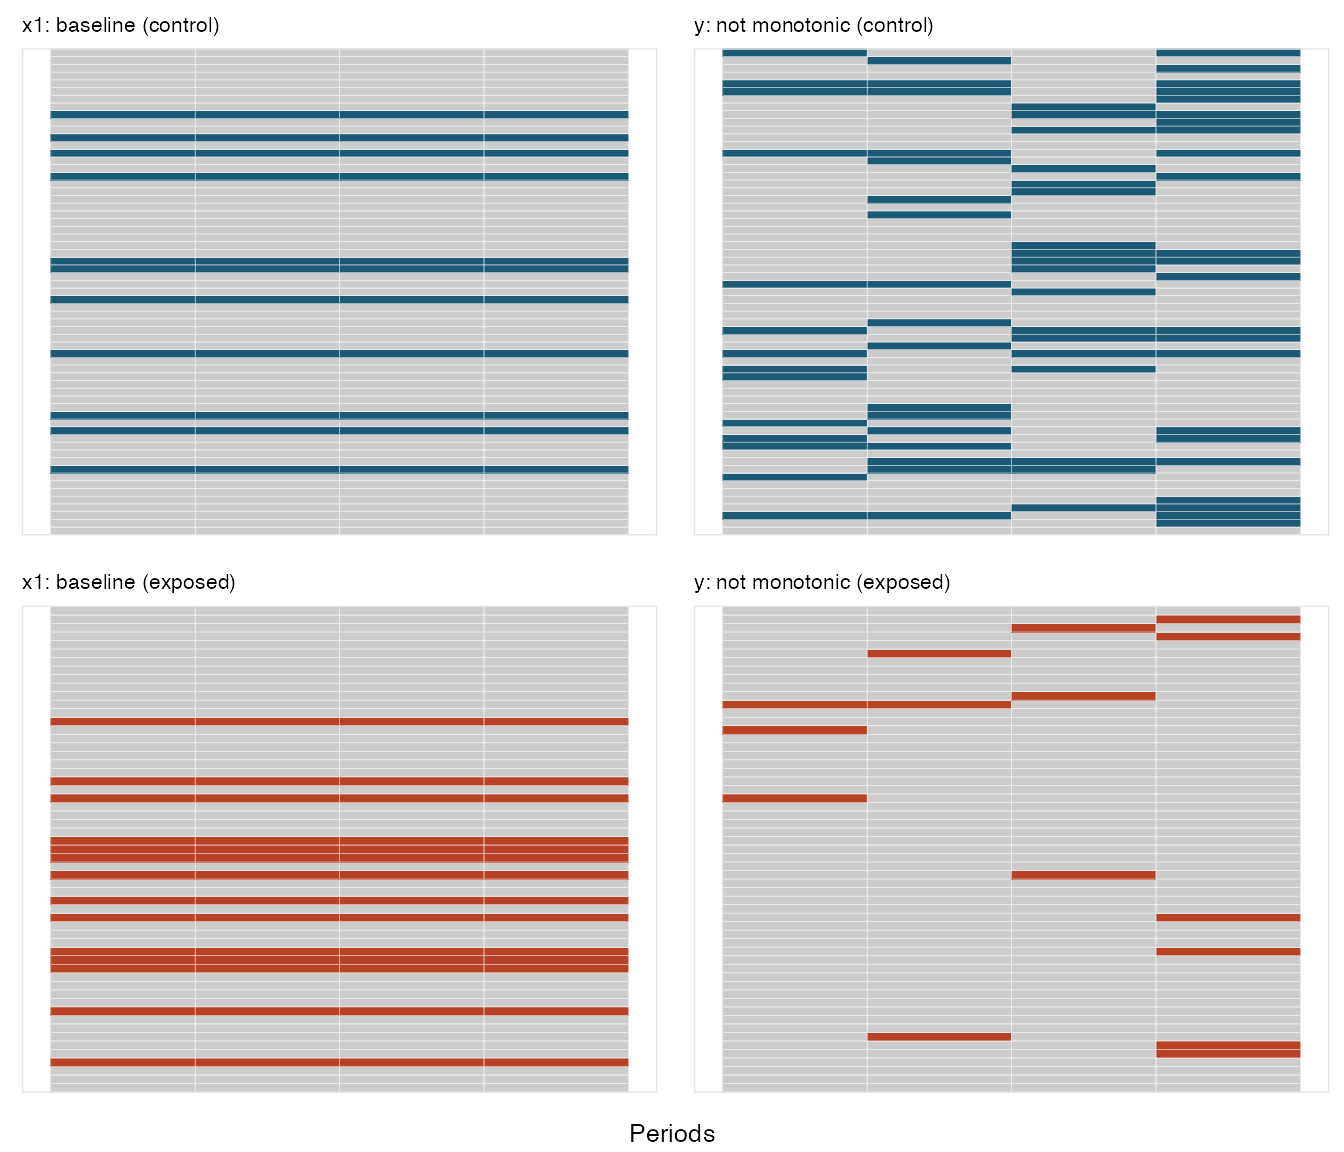 x1: baseline (control)
y: not monotonic (control)
x1: baseline (exposed)
y: not monotonic (exposed)
Periods